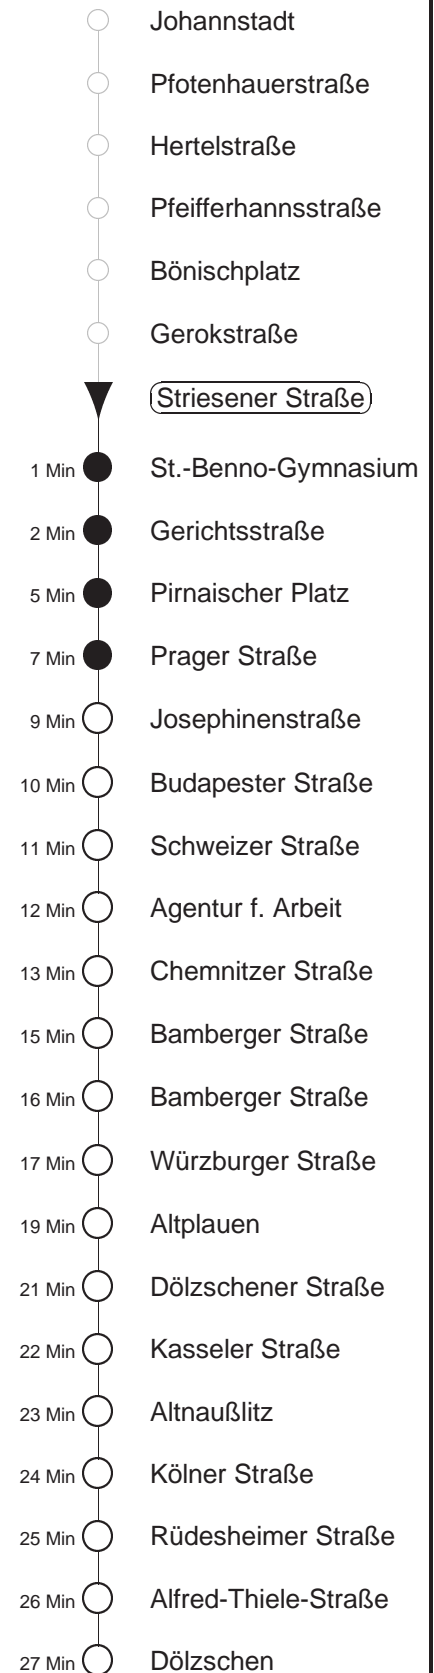 Johannstadt
Pfotenhauerstraße
Hertelstraße
Pfeifferhannsstraße
Bönischplatz
Gerokstraße
Striesener Straße
1 Min St.-Benno-Gymnasium
2 Min Gerichtsstraße
5 Min Pirnaischer Platz
7 Min Prager Straße
9 Min Josephinenstraße
10 Min Budapester Straße
11 Min Schweizer Straße
12 Min Agentur f. Arbeit
13 Min Chemnitzer Straße
15 Min Bamberger Straße
16 Min Bamberger Straße
17 Min Würzburger Straße
19 Min Altplauen
21 Min Dölzschener Straße
22 Min Kasseler Straße
23 Min Altnaußlitz
24 Min Kölner Straße
25 Min Rüdesheimer Straße
26 Min Alfred-Thiele-Straße
27 Min Dölzschen